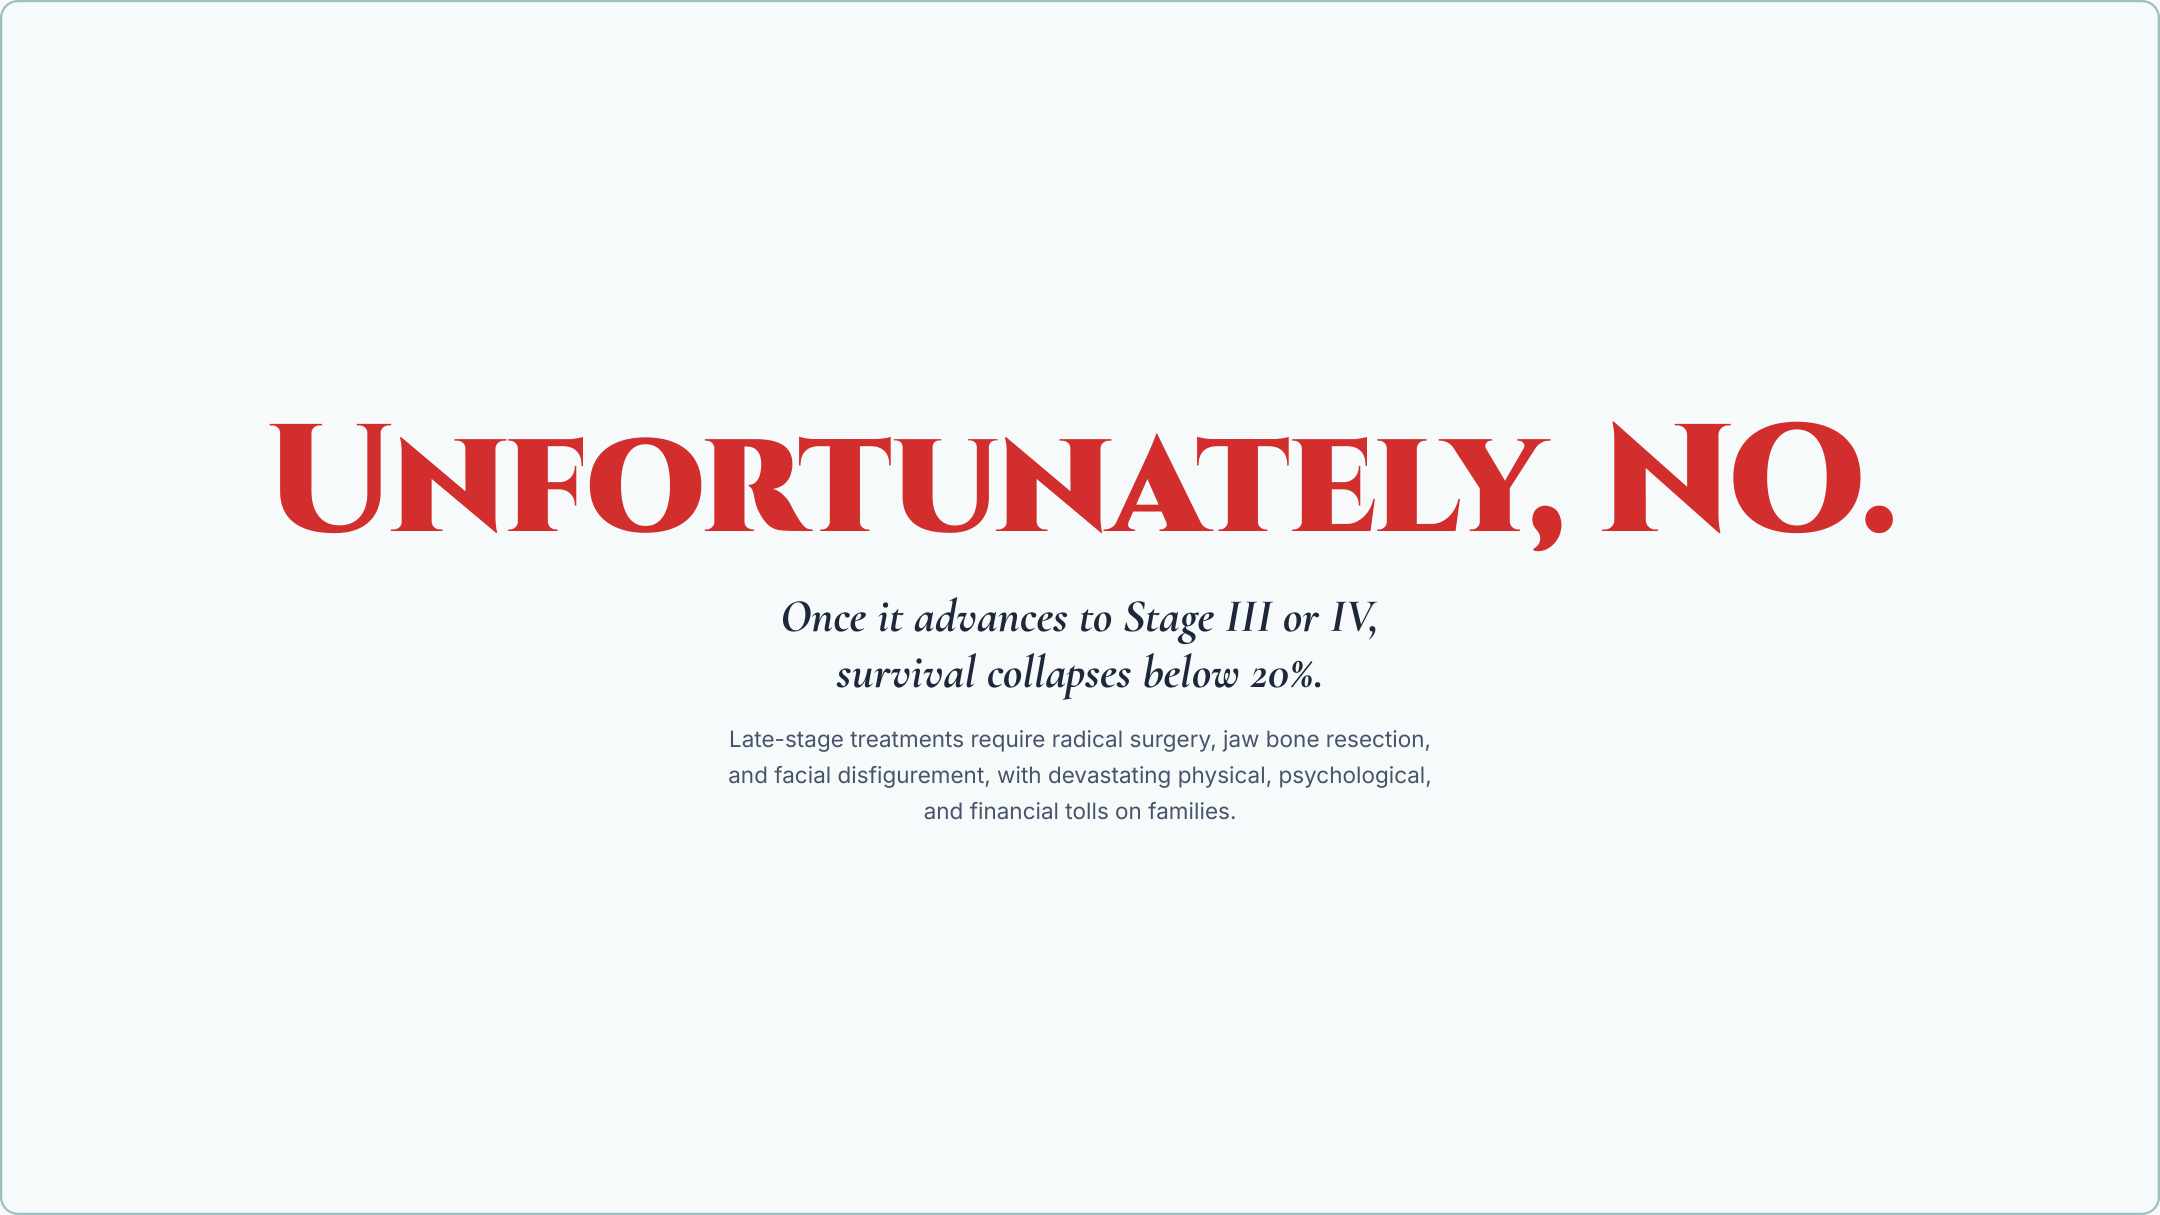 Unfortunately, NO.
Once it advances to Stage III or IV,
survival collapses below 20%.
Late-stage treatments require radical surgery, jaw bone resection,
and facial disfigurement, with devastating physical, psychological,
and financial tolls on families.